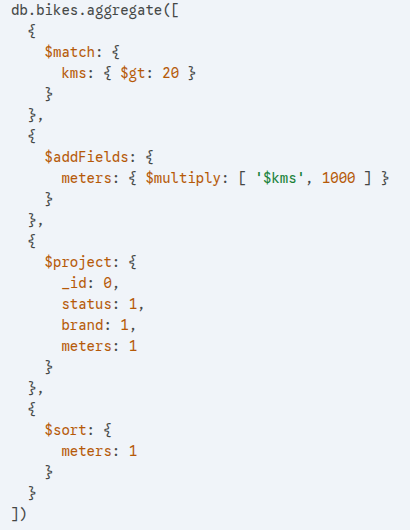 db.bikes.aggregate([
  {
    $match: {
      kms: { $gt: 20 }
    }
  },
  {
    $addFields: {
      meters: { $multiply: [ '$kms', 1000 ] }
    }
  },
  {
    $project: {
      _id: 0,
      status: 1,
      brand: 1,
      meters: 1
    }
  },
  {
    $sort: {
      meters: 1
    }
  }
])